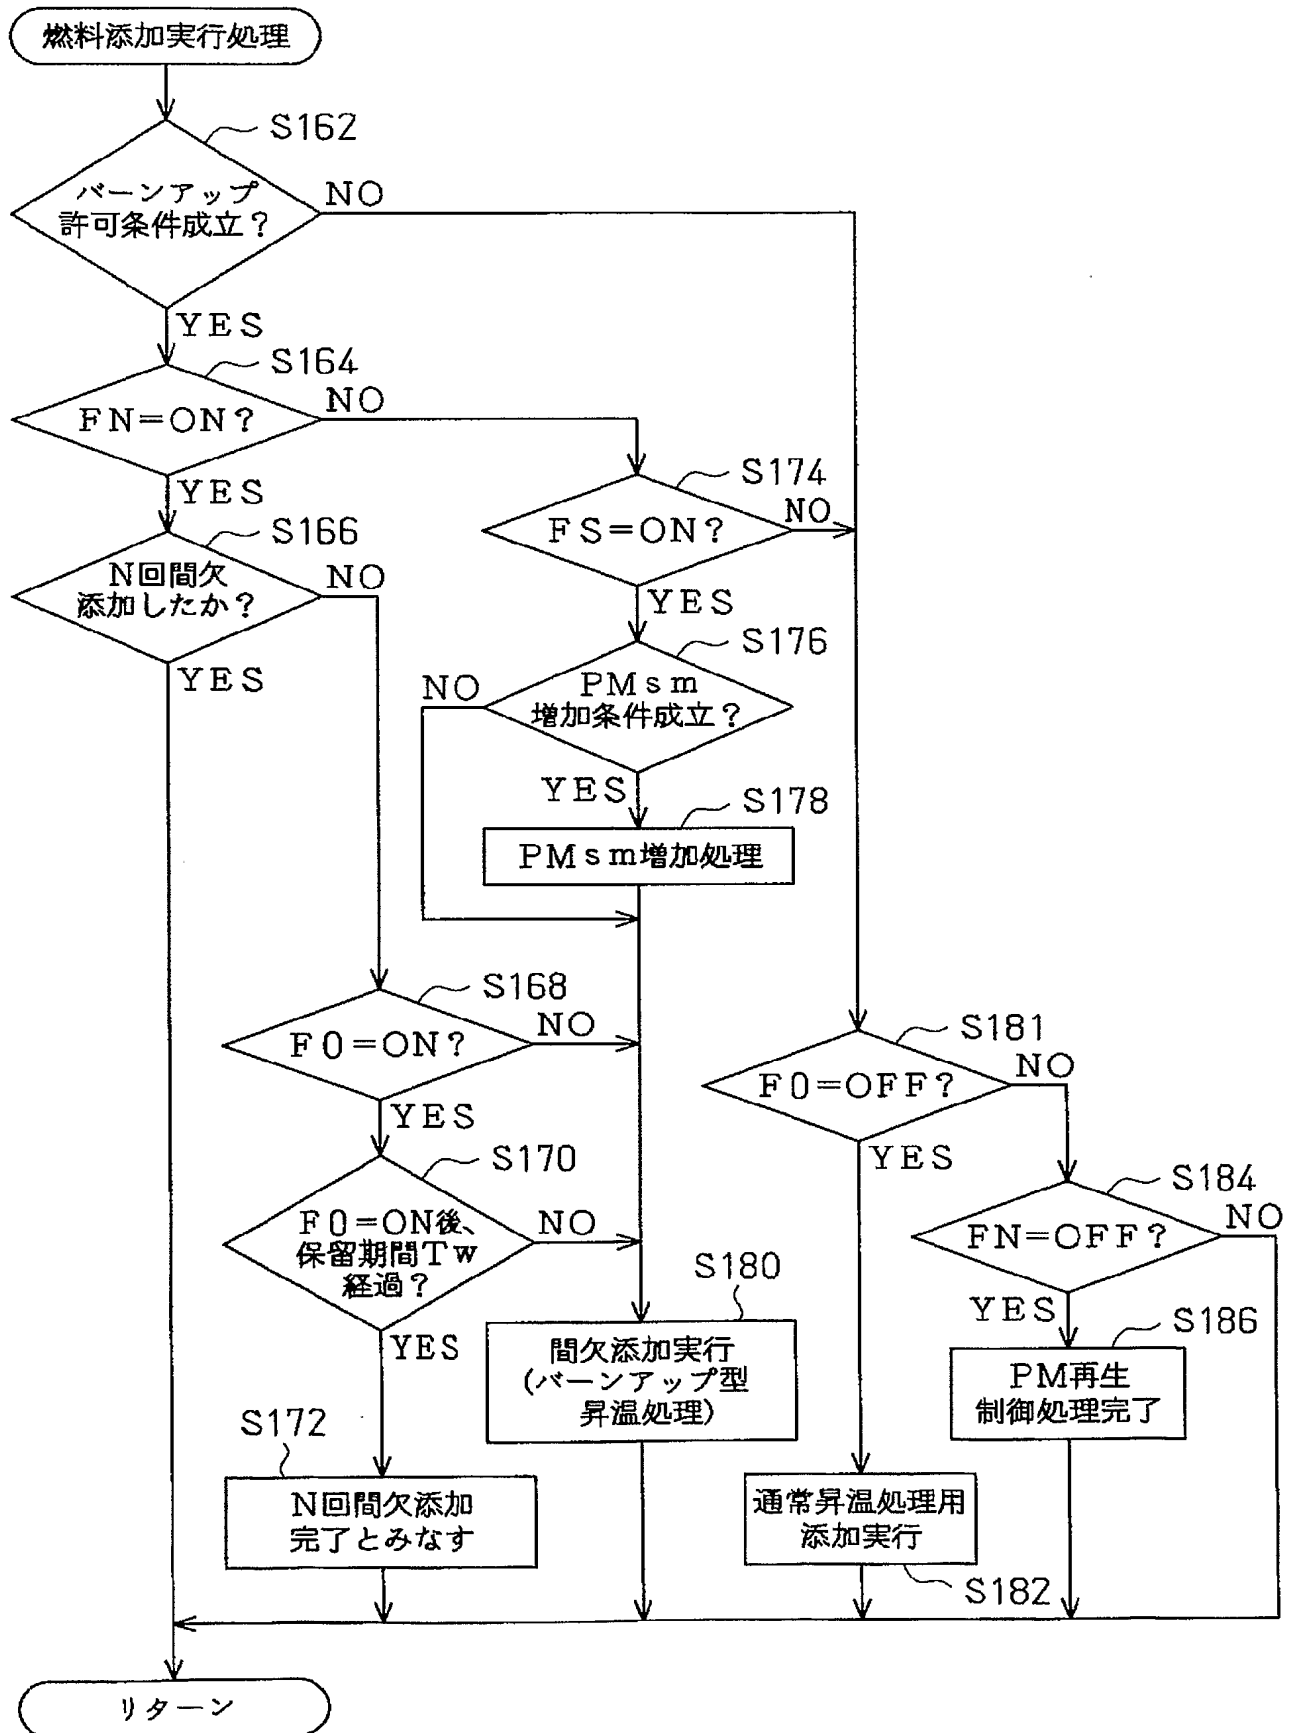 燃料添加実行処理
S162
バーンアップ
許可条件成立？
NO
YES
S164
FN=ON？
NO
YES
S174
FS=ON？
NO
YES
S166
N回間欠
添加したか？
NO
YES
S176
PMsm
増加条件成立？
NO
YES
S178
PMsm増加処理
S168
F0=ON？
NO
YES
S181
F0=OFF？
NO
YES
S170
F0=ON後、
保留期間Tw
経過？
NO
YES
S184
FN=OFF？
NO
YES
S180
間欠添加実行
(バーンアップ型
昇温処理)
S186
PM再生
制御処理完了
S172
N回間欠添加
完了とみなす
通常昇温処理用
添加実行
S182
リターン